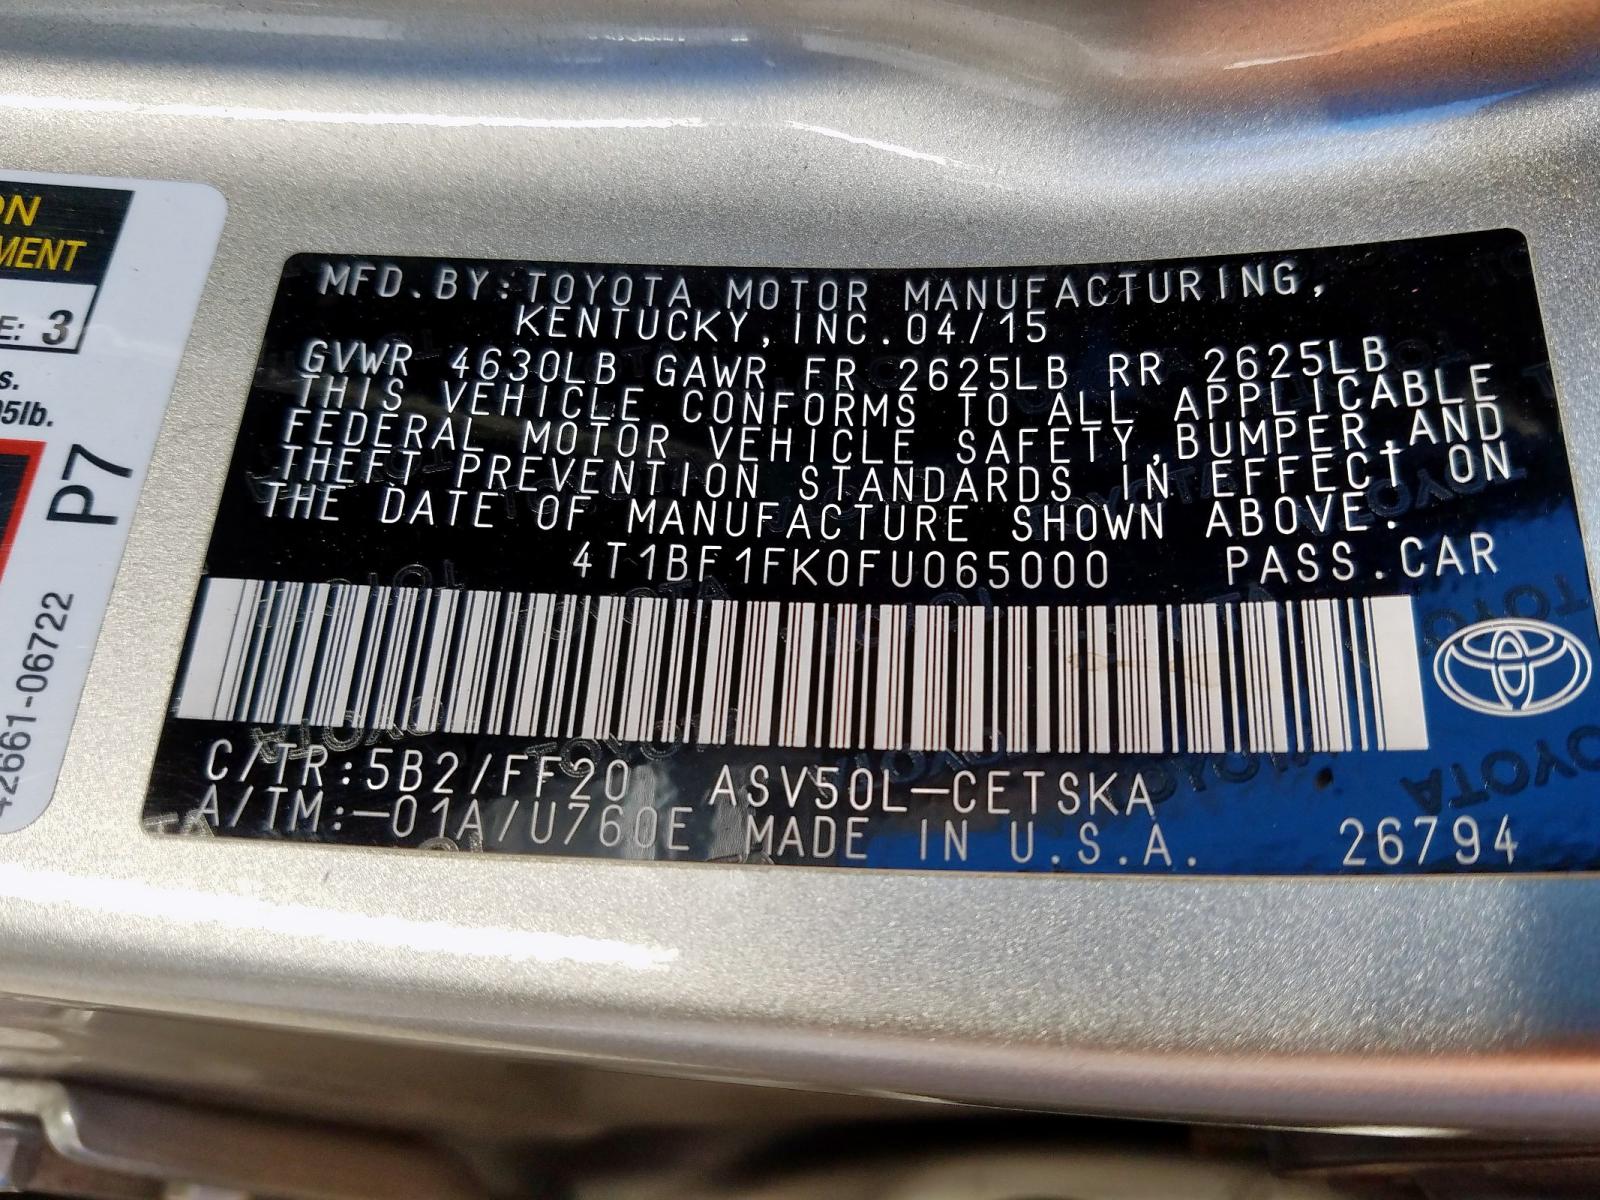 ON
MENT
E: 3
s.
05lb.
P7
42661-06722
MFD.BY:TOYOTA MOTOR MANUFACTURING,
KENTUCKY,INC.04/15
GVWR 4630LB GAWR FR 2625LB RR 2625LB
THIS VEHICLE CONFORMS TO ALL APPLICABLE
FEDERAL MOTOR VEHICLE SAFETY,BUMPER,AND
THEFT PREVENTION STANDARDS IN EFFECT ON
THE DATE OF MANUFACTURE SHOWN ABOVE.
4T1BF1FK0FU065000 PASS.CAR
C/TR:5B2/FF20 ASV50L-CETSKA
A/TM:-01A/U760E MADE IN U.S.A. 26794
TOYOTA